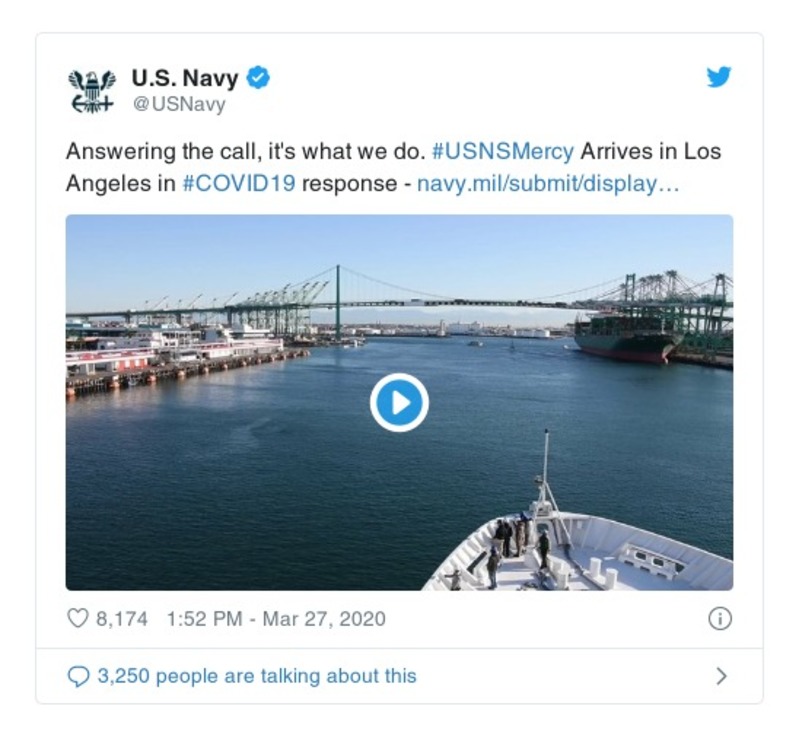 U.S. Navy
@USNavy
Answering the call, it's what we do. #USNSMercy Arrives in Los
Angeles in #COVID19 response - navy.mil/submit/display…
8,174 1:52 PM - Mar 27, 2020
3,250 people are talking about this